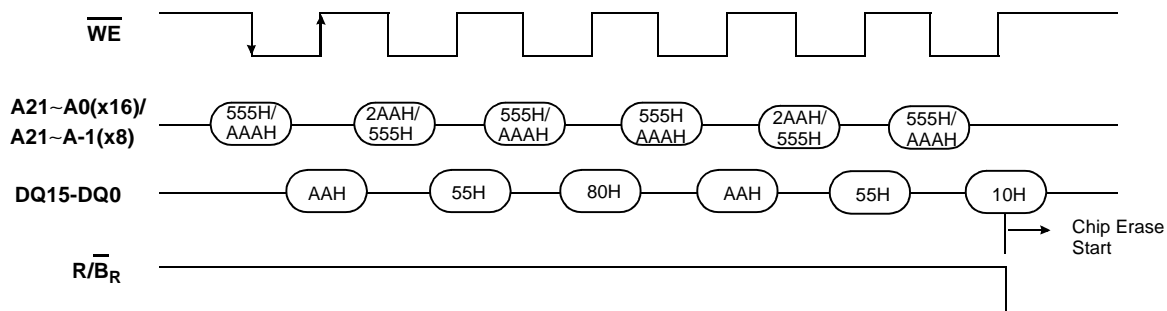 WE
A21~A0(x16)/
A21~A-1(x8)
555H/
AAAH
2AAH/
555H
555H/
AAAH
555H
AAAH
2AAH/
555H
555H/
AAAH
DQ15-DQ0
AAH
55H
80H
AAH
55H
10H
Chip Erase
Start
R/BR